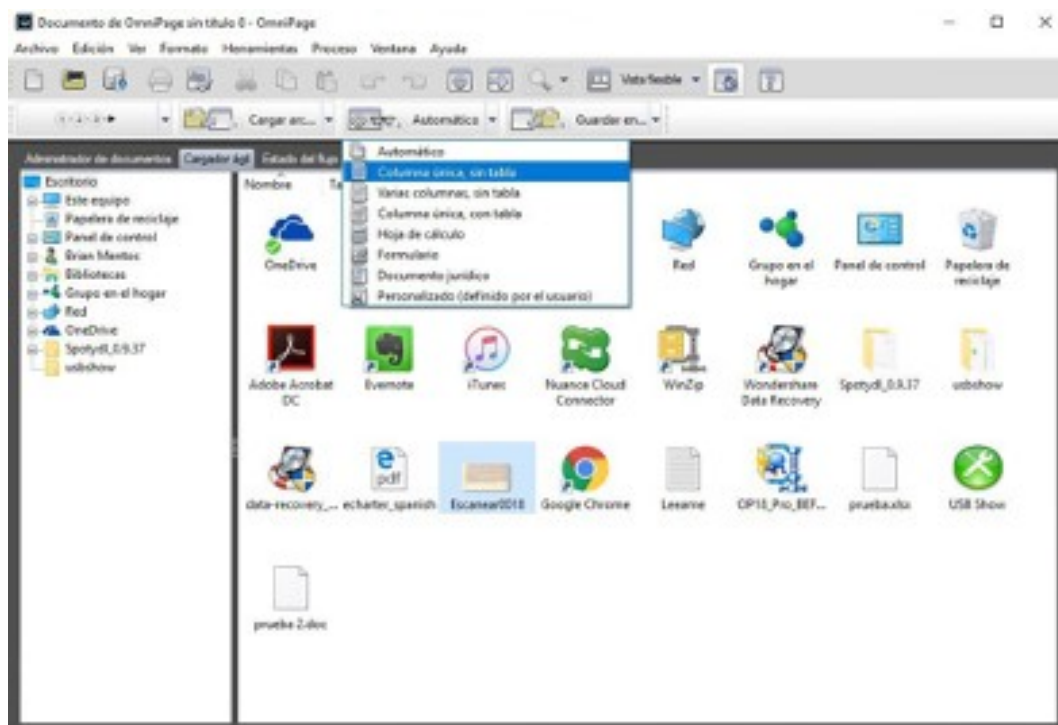 Documento de OmniPage sin título 0 - OmniPage
Archivo Edición Ver Formato Herramientas Proceso Ventana Ayuda
Vista flexible
1-2-3 Cargar arc... Automático Guardar en...
Administrador de documentos Cargador ágil Estado del flujo
Escritorio
Este equipo
Papelera de reciclaje
Panel de control
Brian Mentos
Bibliotecas
Grupo en el hogar
Red
OneDrive
Spotydl_0.9.37
usbshow
Nombre
Automático
Columna única, sin tabla
Varias columnas, sin tabla
Columna única, con tabla
Hoja de cálculo
Formulario
Documento jurídico
Personalizado (definido por el usuario)
OneDrive
Red
Grupo en el hogar
Panel de control
Papelera de reciclaje
Adobe Acrobat DC
Evernote
iTunes
Nuance Cloud Connector
WinZip
Wondershare Data Recovery
Spotydl_0.9.37
usbshow
data-recovery_...
pdf
echarter_spanish
Escanear0018
Google Chrome
Lesame
OP18_Pro_BEF...
prueba.xlsx
USB Show
prueba 2.doc